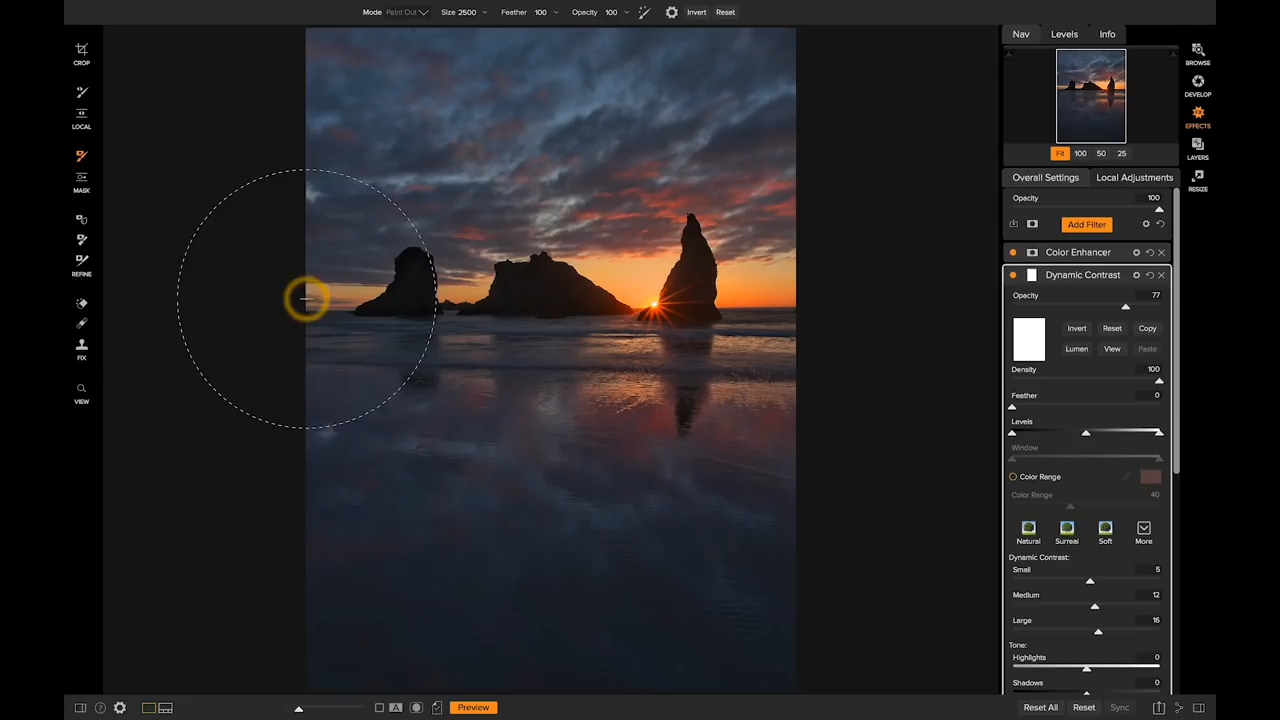 Mode Paint Out Size 2500 Feather 100 Opacity 100 Invert Reset
CROP
LOCAL
MASK
REFINE
FIX
VIEW
Nav Levels Info
Fit 100 50 25
Overall Settings Local Adjustments
Opacity 100
Add Filter
Color Enhancer
Dynamic Contrast
Opacity 77
Invert Reset Copy
Lumen View Paste
Density 100
Feather 0
Levels
Window
Color Range
Color Range 40
Natural Surreal Soft More
Dynamic Contrast:
Small 5
Medium 12
Large 16
Tone:
Highlights 0
Shadows 0
BROWSE
DEVELOP
EFFECTS
LAYERS
RESIZE
? A Preview Reset All Reset Sync